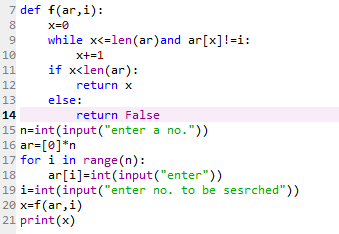 7 def f(ar,i):
8     x=0
9     while x<=len(ar)and ar[x]!=i:
10         x+=1
11     if x<len(ar):
12         return x
13     else:
14         return False
15 n=int(input("enter a no."))
16 ar=[0]*n
17 for i in range(n):
18     ar[i]=int(input("enter"))
19 i=int(input("enter no. to be sesrched"))
20 x=f(ar,i)
21 print(x)